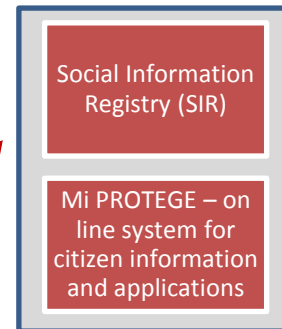 Social Information
Registry (SIR)
Mi PROTEGE – on
line system for
citizen information
and applications